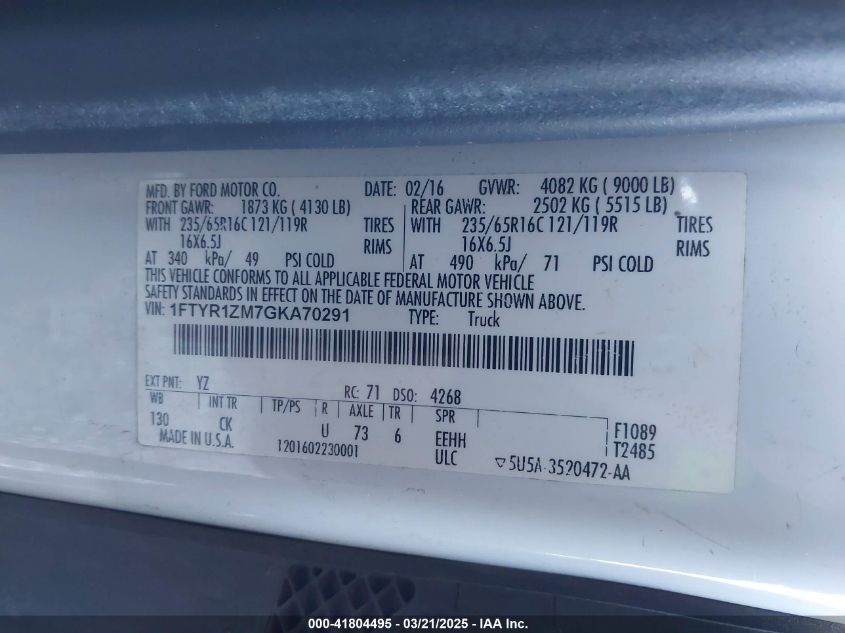 MFD. BY FORD MOTOR CO. DATE: 02/16 GVWR: 4082 KG ( 9000 LB)
FRONT GAWR: 1873 KG ( 4130 LB) REAR GAWR: 2502 KG ( 5515 LB)
WITH 235/65R16C 121/119R TIRES WITH 235/65R16C 121/119R TIRES
16X6.5J RIMS 16X6.5J RIMS
AT 340 kPa/ 49 PSI COLD AT 490 kPa/ 71 PSI COLD
THIS VEHICLE CONFORMS TO ALL APPLICABLE FEDERAL MOTOR VEHICLE
SAFETY STANDARDS IN EFFECT ON THE DATE OF MANUFACTURE SHOWN ABOVE.
VIN: 1FTYR1ZM7GKA70291 TYPE: Truck
EXT PNT: YZ RC: 71 DSO: 4268
WB INT TR TP/PS R AXLE TR SPR
130 CK U 73 6 EEHH F1089
MADE IN U.S.A. 1201602230001 ULC T2485
▽5U5A-3520472-AA
000-41804495 - 03/21/2025 - IAA Inc.